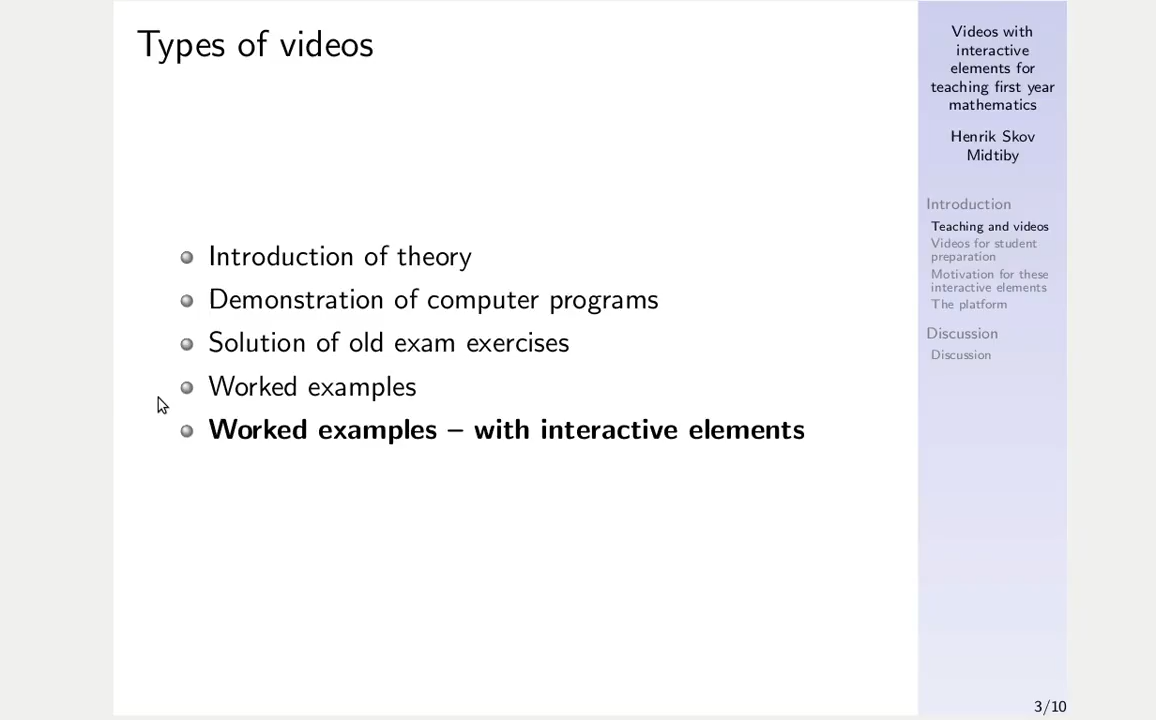 Types of videos
Introduction of theory
Demonstration of computer programs
Solution of old exam exercises
Worked examples
Worked examples – with interactive elements
Videos with
interactive
elements for
teaching first year
mathematics
Henrik Skov
Midtiby
Introduction
Teaching and videos
Videos for student
preparation
Motivation for these
interactive elements
The platform
Discussion
Discussion
3/10